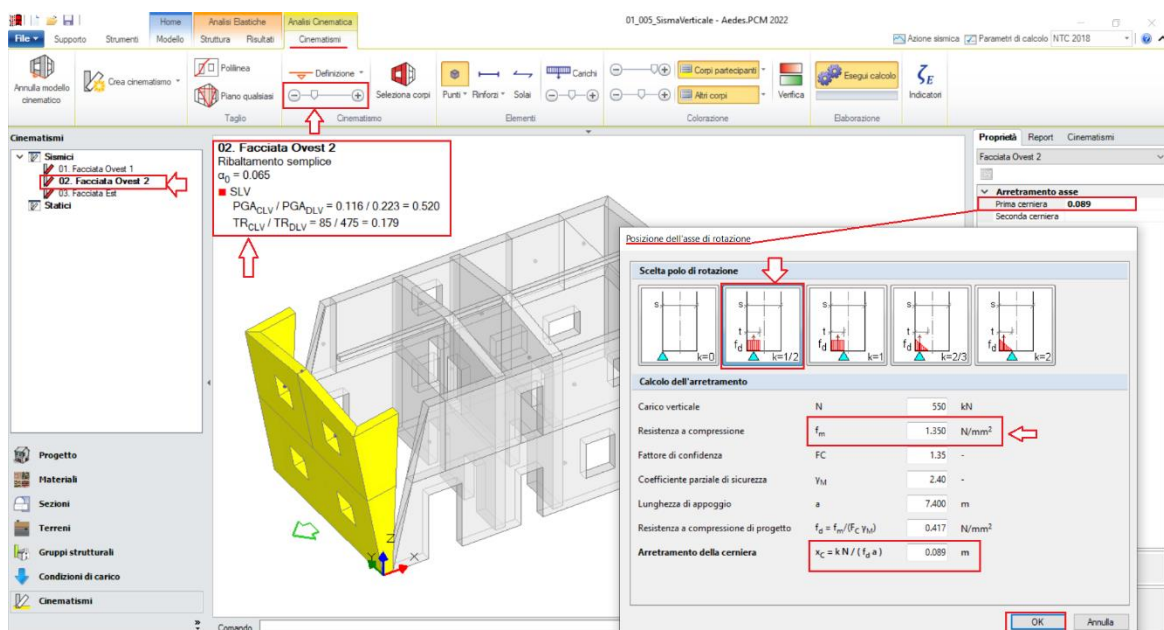 01_005_SismaVerticale - Aedes.PCM 2022
Home Analisi Elastiche Analisi Cinematica
File Supporto Strumenti Modello Struttura Risultati Cinematismi
Azione sismica Parametri di calcolo NTC 2018
Annulla modello cinematico
Crea cinematismo
Polilinea
Piano qualsiasi
Taglio
Definizione
Seleziona corpi
Cinematismo
Punti Rinforzi Solai
Carichi
Elementi
Corpi partecipanti
Altri corpi
Verifica
Colorazione
Esegui calcolo
Elaborazione
ζE
Indicatori
Cinematismi
Sismici
01. Facciata Ovest 1
02. Facciata Ovest 2
03. Facciata Est
Statici
Progetto
Materiali
Sezioni
Terreni
Gruppi strutturali
Condizioni di carico
Cinematismi
02. Facciata Ovest 2
Ribaltamento semplice
α0 = 0.065
SLV
PGACLV / PGADLV = 0.116 / 0.223 = 0.520
TRCLV / TRDLV = 85 / 475 = 0.179
Z
Y
X
Comando
Proprietà Report Cinematismi
Facciata Ovest 2
Arretramento asse
Prima cerniera 0.089
Seconda cerniera
Posizione dell'asse di rotazione
Scelta polo di rotazione
s k=0
s t fd k=1/2
s t fd k=1
s t fd k=2/3
s t fd k=2
Calcolo dell'arretramento
Carico verticale N 550 kN
Resistenza a compressione fm 1.350 N/mm2
Fattore di confidenza FC 1.35 -
Coefficiente parziale di sicurezza γM 2.40 -
Lunghezza di appoggio a 7.400 m
Resistenza a compressione di progetto fd = fm/(FC γM) 0.417 N/mm2
Arretramento della cerniera xC = k N / ( fd a ) 0.089 m
OK Annulla